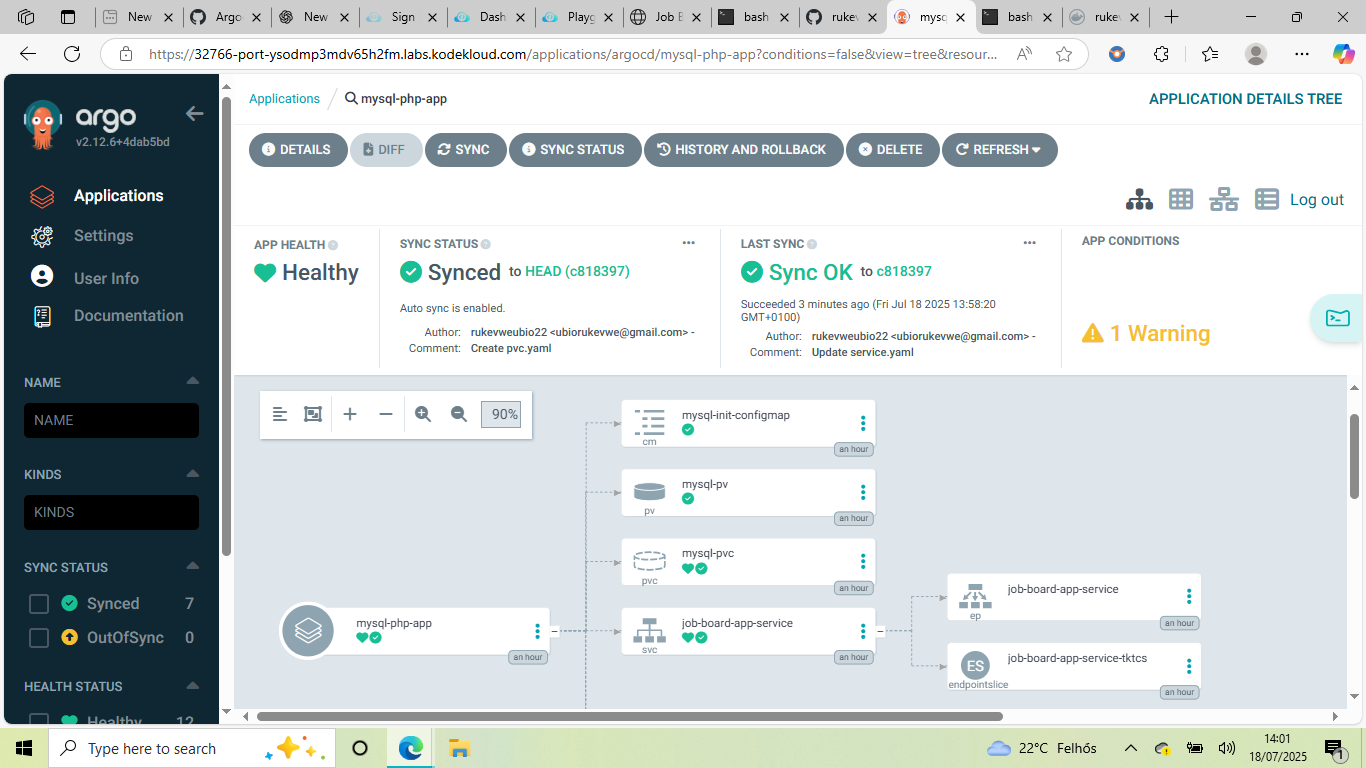 New
Argo
New
Sign
Dash
Playg
Job B
bash
rukev
mysq
bash
rukev
https://32766-port-ysodmp3mdv65h2fm.labs.kodekloud.com/applications/argocd/mysql-php-app?conditions=false&view=tree&resour...
argo
v2.12.6+4dab5bd
Applications
Settings
User Info
Documentation
NAME
NAME
KINDS
KINDS
SYNC STATUS
Synced 7
OutOfSync 0
HEALTH STATUS
Healthy 12
Applications / mysql-php-app
APPLICATION DETAILS TREE
DETAILS
DIFF
SYNC
SYNC STATUS
HISTORY AND ROLLBACK
DELETE
REFRESH
Log out
APP HEALTH
Healthy
SYNC STATUS
Synced to HEAD (c818397)
Auto sync is enabled.
Author: rukevweubio22 <ubiorukevwe@gmail.com> -
Comment: Create pvc.yaml
LAST SYNC
Sync OK to c818397
Succeeded 3 minutes ago (Fri Jul 18 2025 13:58:20
GMT+0100)
Author: rukevweubio22 <ubiorukevwe@gmail.com> -
Comment: Update service.yaml
APP CONDITIONS
1 Warning
90%
mysql-init-configmap
cm
an hour
mysql-pv
pv
an hour
mysql-pvc
pvc
an hour
mysql-php-app
an hour
job-board-app-service
svc
an hour
job-board-app-service
ep
an hour
ES
job-board-app-service-tktcs
endpointslice
an hour
Type here to search
22°C Felhős
14:01
18/07/2025
1